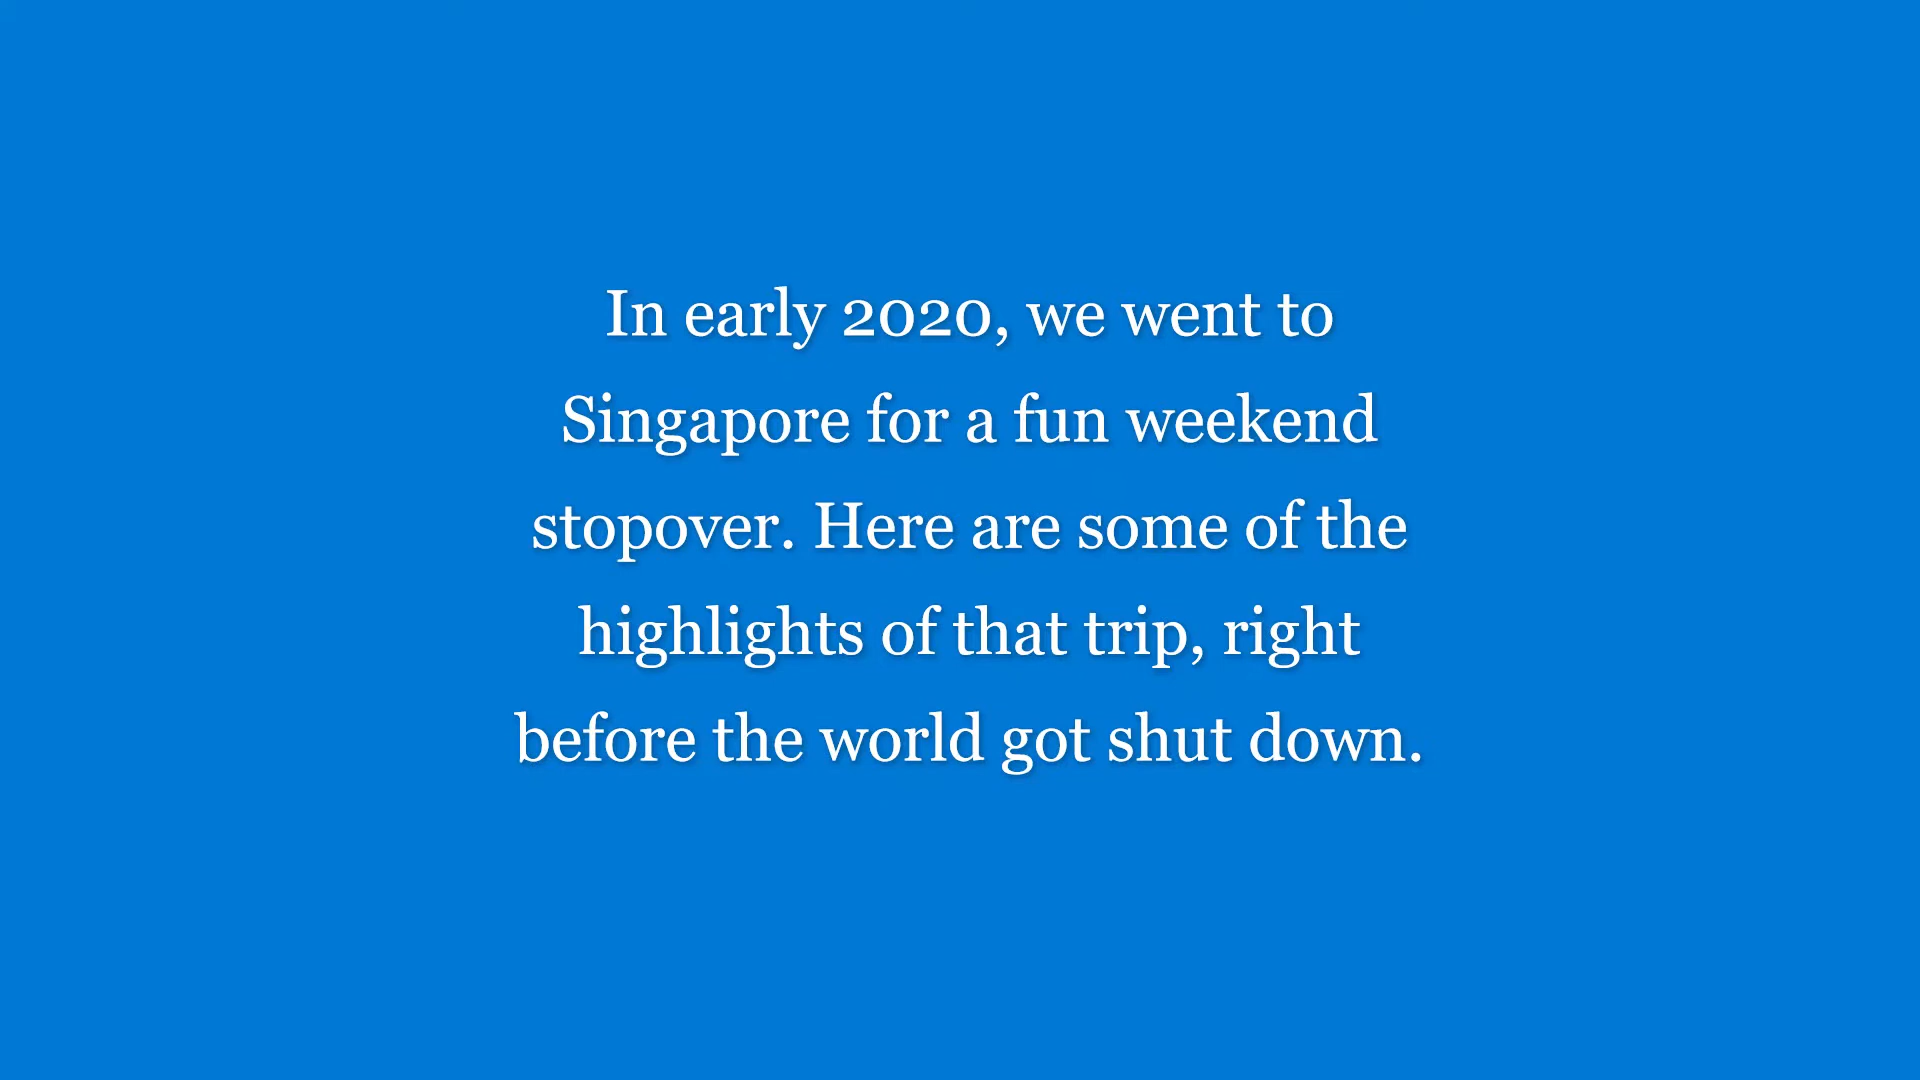 In early 2020, we went to
Singapore for a fun weekend
stopover. Here are some of the
highlights of that trip, right
before the world got shut down.